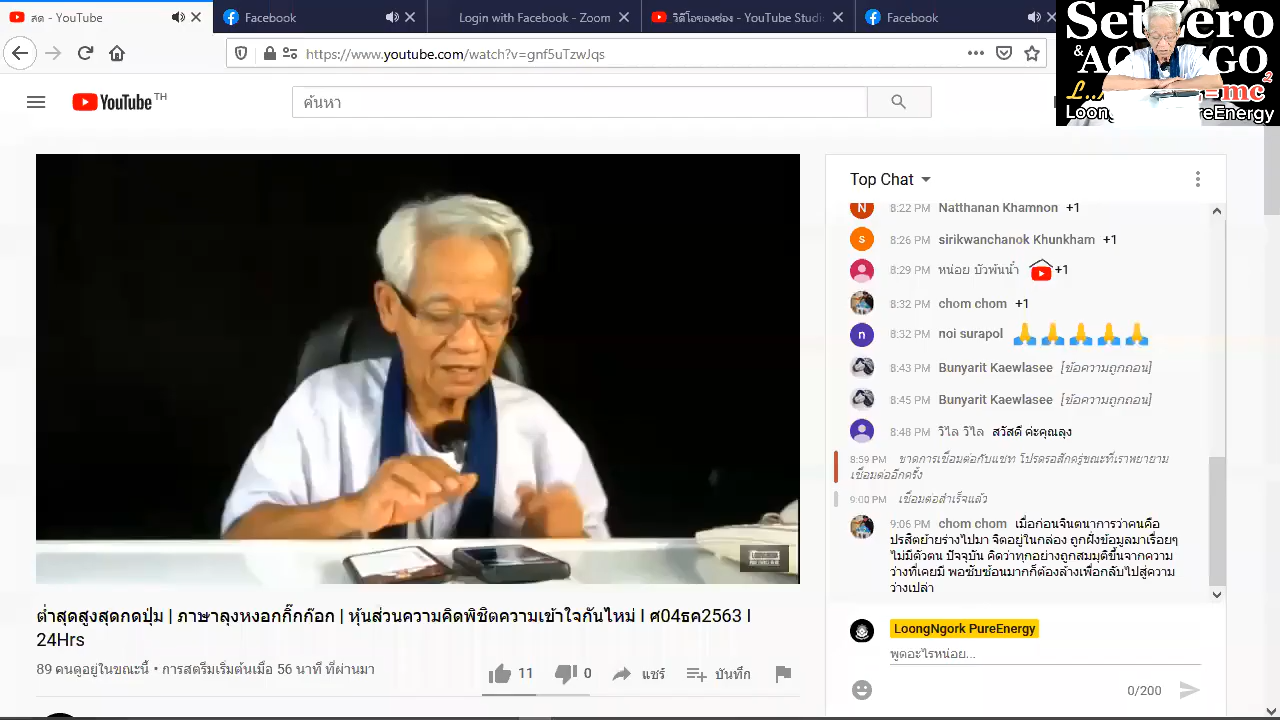 สด - YouTube
Facebook
Login with Facebook - Zoom
วิดีโอของช่อง - YouTube Studi
Facebook
https://www.youtube.com/watch?v=gnf5uTzwJqs
SetZero
&
GO
=mc2
Loong
reEnergy
YouTube TH
ค้นหา
Top Chat
8:22 PM Natthanan Khamnon +1
8:26 PM sirikwanchanok Khunkham +1
8:29 PM หน่อย บัวพ้นน้ำ +1
8:32 PM chom chom +1
8:32 PM noi surapol 🙏🙏🙏🙏🙏
8:43 PM Bunyarit Kaewlasee [ข้อความถูกถอน]
8:45 PM Bunyarit Kaewlasee [ข้อความถูกถอน]
8:48 PM วิไล วิไล สวัสดี ค่ะคุณลุง
8:59 PM ขาดการเชื่อมต่อกับแชท โปรดรอสักครู่ขณะที่เราพยายาม
เชื่อมต่ออีกครั้ง
9:00 PM เชื่อมต่อสำเร็จแล้ว
9:06 PM chom chom เมื่อก่อนจินตนาการว่าคนคือ
ปรสิตย้ายร่างไปมา จิตอยู่ในกล่อง ถูกฝังข้อมูลมาเรื่อยๆ
ไม่มีตัวตน ปัจจุบัน คิดว่าทุกอย่างถูกสมมุติขึ้นจากความ
ว่างที่เคยมี พอซับซ้อนมากก็ต้องล้างเพื่อกลับไปสู่ความ
ว่างเปล่า
LoongNgork PureEnergy
พูดอะไรหน่อย...
0/200
ต่ำสุดสูงสุดกดปุ่ม | ภาษาลุงหงอกกิ๊กก๊อก | หุ้นส่วนความคิดพิชิตความเข้าใจกันไหม่ I ศ04ธค2563 I
24Hrs
89 คนดูอยู่ในขณะนี้ • การสตรีมเริ่มต้นเมื่อ 56 นาที ที่ผ่านมา
11
0
แชร์
บันทึก